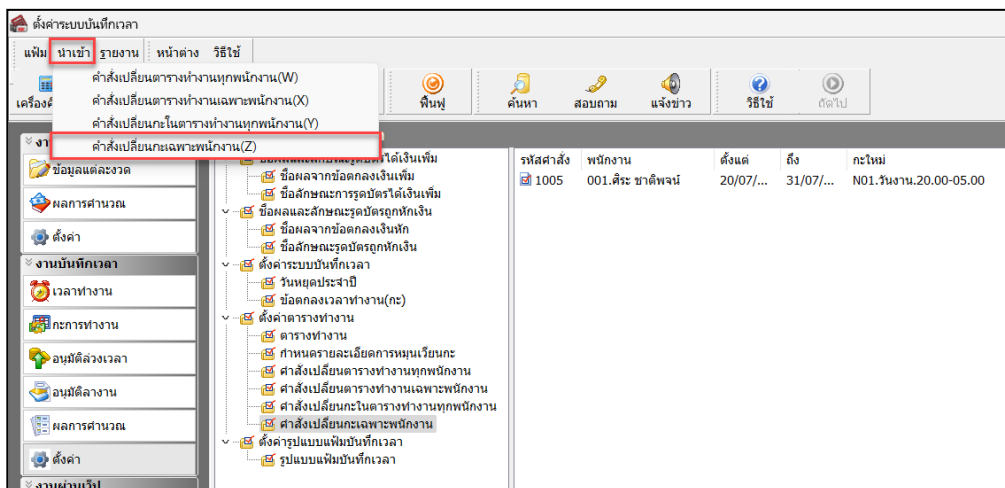 ตั้งค่าระบบบันทึกเวลา
แฟ้ม นำเข้า รายงาน หน้าต่าง วิธีใช้
คำสั่งเปลี่ยนตารางทำงานทุกพนักงาน(W)
คำสั่งเปลี่ยนตารางทำงานเฉพาะพนักงาน(X)
คำสั่งเปลี่ยนกะในตารางทำงานทุกพนักงาน(Y)
คำสั่งเปลี่ยนกะเฉพาะพนักงาน(Z)
ฟื้นฟู ค้นหา สอบถาม แจ้งข่าว วิธีใช้ ถัดไป
ข้อมูลแต่ละงวด
ผลการคำนวณ
ตั้งค่า
งานบันทึกเวลา
เวลาทำงาน
กะการทำงาน
อนุมัติล่วงเวลา
อนุมัติลางาน
ผลการคำนวณ
ตั้งค่า
งานผ่านเว็ป
ชื่อผลจากข้อตกลงเงินเพิ่ม
ชื่อลักษณะการรูดบัตรได้เงินเพิ่ม
ชื่อผลและลักษณะรูดบัตรถูกหักเงิน
ชื่อผลจากข้อตกลงเงินหัก
ชื่อลักษณะรูดบัตรถูกหักเงิน
ตั้งค่าระบบบันทึกเวลา
วันหยุดประจำปี
ข้อตกลงเวลาทำงาน(กะ)
ตั้งค่าตารางทำงาน
ตารางทำงาน
กำหนดรายละเอียดการหมุนเวียนกะ
คำสั่งเปลี่ยนตารางทำงานทุกพนักงาน
คำสั่งเปลี่ยนตารางทำงานเฉพาะพนักงาน
คำสั่งเปลี่ยนกะในตารางทำงานทุกพนักงาน
คำสั่งเปลี่ยนกะเฉพาะพนักงาน
ตั้งค่ารูปแบบแฟ้มบันทึกเวลา
รูปแบบแฟ้มบันทึกเวลา
รหัสคำสั่ง พนักงาน ตั้งแต่ ถึง กะใหม่
1005 001.ศิระ ชาติพจน์ 20/07/... 31/07/... N01.วันงาน.20.00-05.00